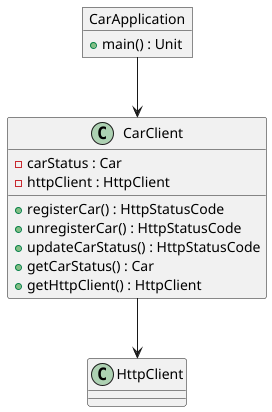 CarApplication
main() : Unit
C CarClient
carStatus : Car
httpClient : HttpClient
registerCar() : HttpStatusCode
unregisterCar() : HttpStatusCode
updateCarStatus() : HttpStatusCode
getCarStatus() : Car
getHttpClient() : HttpClient
C HttpClient